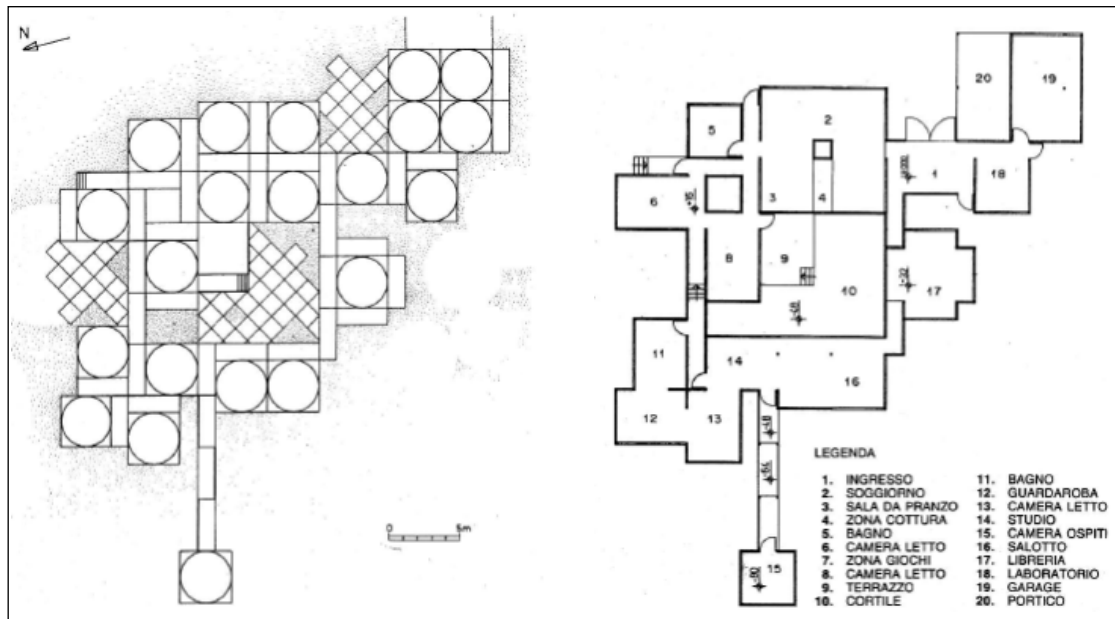 N
0 5m
20
19
2
5
1
18
6
3
4
8
9
17
10
11
14
16
12
13
15
LEGENDA
1. INGRESSO
2. SOGGIORNO
3. SALA DA PRANZO
4. ZONA COTTURA
5. BAGNO
6. CAMERA LETTO
7. ZONA GIOCHI
8. CAMERA LETTO
9. TERRAZZO
10. CORTILE
11. BAGNO
12. GUARDAROBA
13. CAMERA LETTO
14. STUDIO
15. CAMERA OSPITI
16. SALOTTO
17. LIBRERIA
18. LABORATORIO
19. GARAGE
20. PORTICO